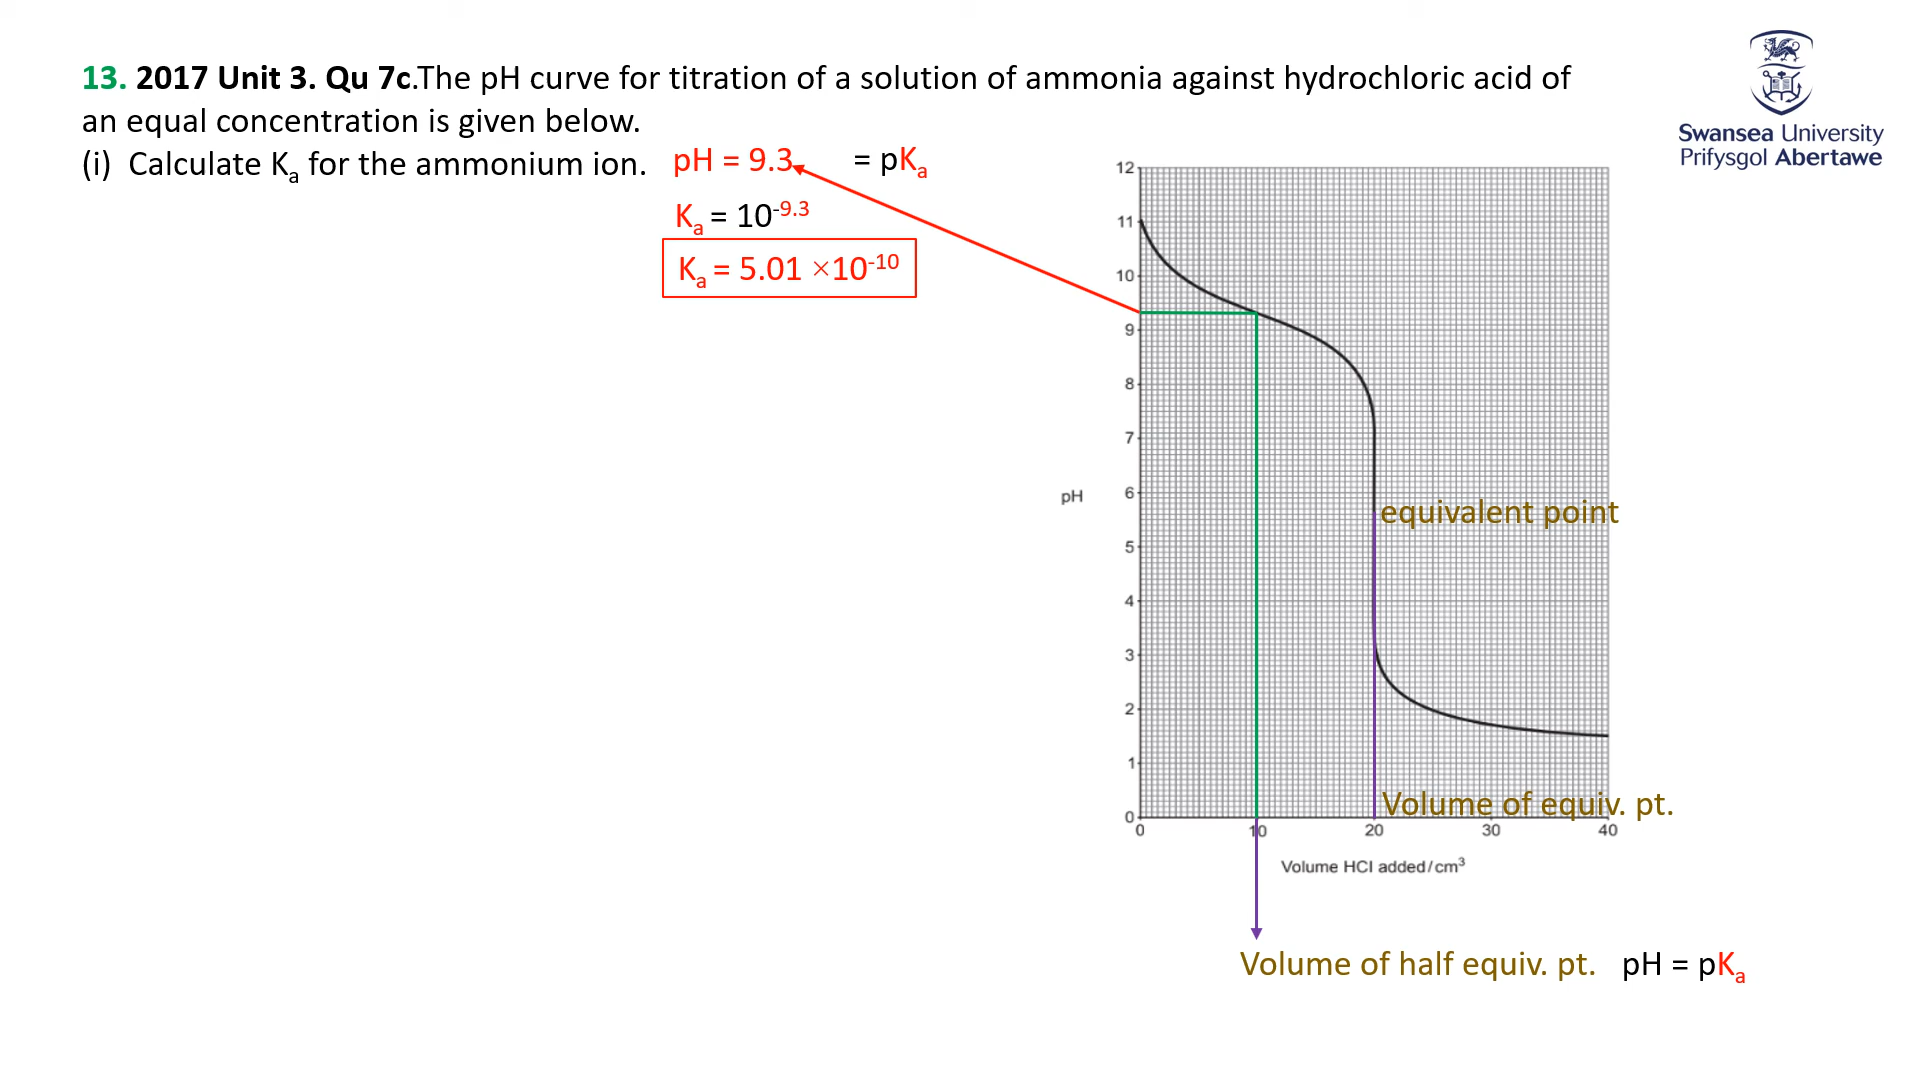 13. 2017 Unit 3. Qu 7c.The pH curve for titration of a solution of ammonia against hydrochloric acid of
an equal concentration is given below.
(i) Calculate Ka for the ammonium ion.
pH = 9.3 = pKa
Ka = 10-9.3
Ka = 5.01 ×10-10
Swansea University
Prifysgol Abertawe
12
11
10
9
8
7
6
5
4
3
2
1
0
pH
equivalent point
Volume of equiv. pt.
0 10 20 30 40
Volume HCl added/cm3
Volume of half equiv. pt. pH = pKa